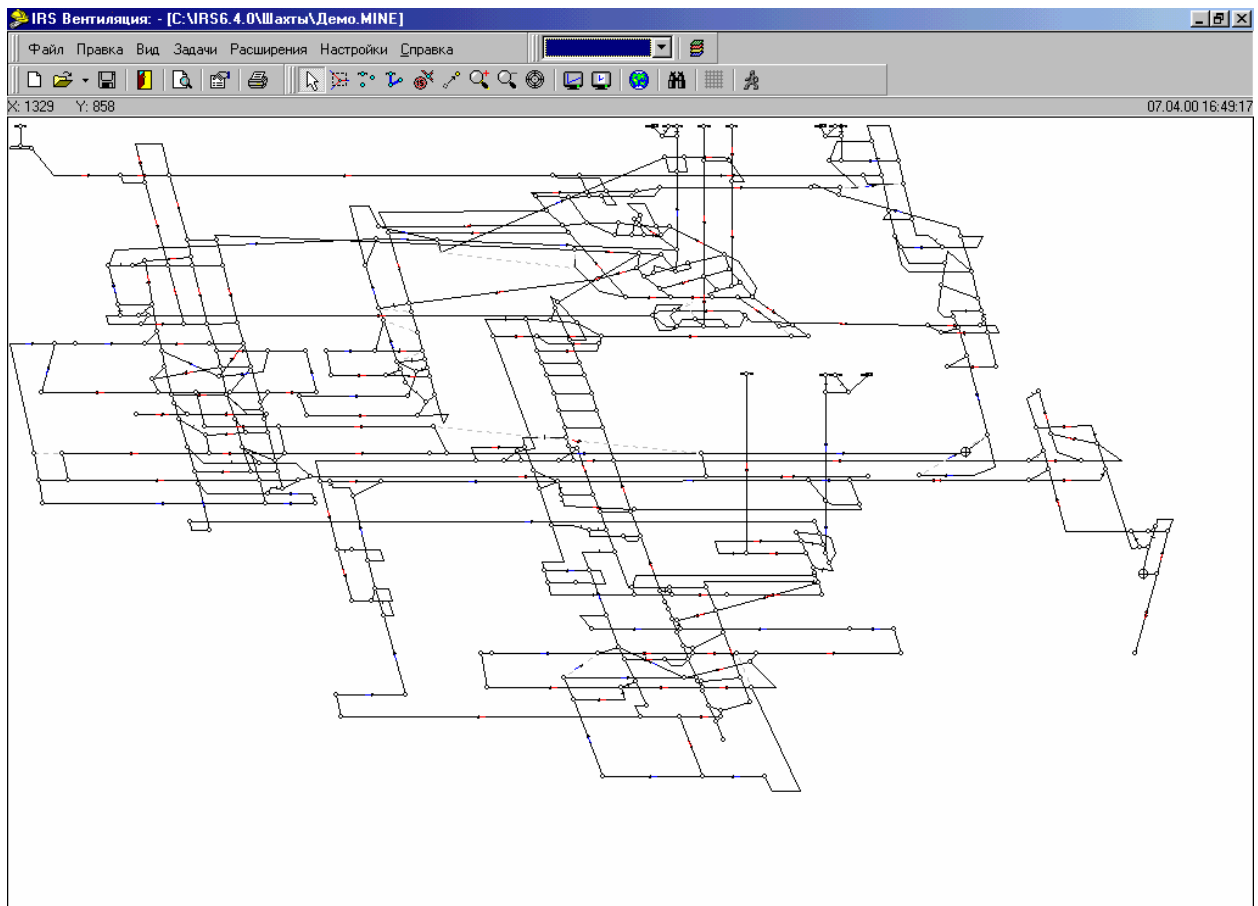 IRS Вентиляция: - [C:\IRS6.4.0\Шахты\Демо.MINE]
Файл Правка Вид Задачи Расширения Настройки Справка
X: 1329 Y: 858 07.04.00 16:49:17